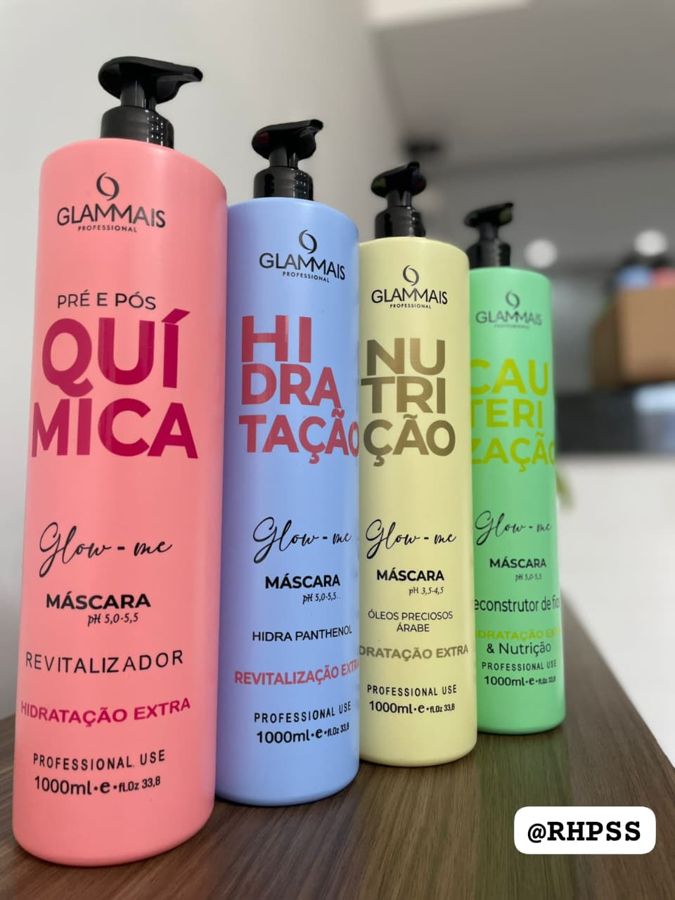 GLAMMAIS
PROFESSIONAL
PRÉ E PÓS
QUÍ
MICA
Glow-me
MÁSCARA
pH 5,0-5,5
REVITALIZADOR
HIDRATAÇÃO EXTRA
PROFESSIONAL USE
1000ml·e·fl.Oz 33,8
GLAMMAIS
PROFESSIONAL
HI
DRA
TAÇÃO
Glow-me
MÁSCARA
pH 5,0-5,5
HIDRA PANTHENOL
REVITALIZAÇÃO EXTRA
PROFESSIONAL USE
1000ml·e·fl.Oz 33,8
GLAMMAIS
PROFESSIONAL
NU
TRI
ÇÃO
Glow-me
MÁSCARA
pH 3,5-4,5
ÓLEOS PRECIOSOS
ÁRABE
DRATAÇÃO EXTRA
PROFESSIONAL USE
1000ml·e·fl.Oz 33,8
GLAMMAIS
PROFESSIONAL
CAU
TERI
ZAÇÃO
Glow-me
MÁSCARA
pH 5,0-5,5
econstrutor de fios
DRATAÇÃO EX
& Nutrição
PROFESSIONAL USE
1000ml·e·fl.Oz 33,8
@RHPSS